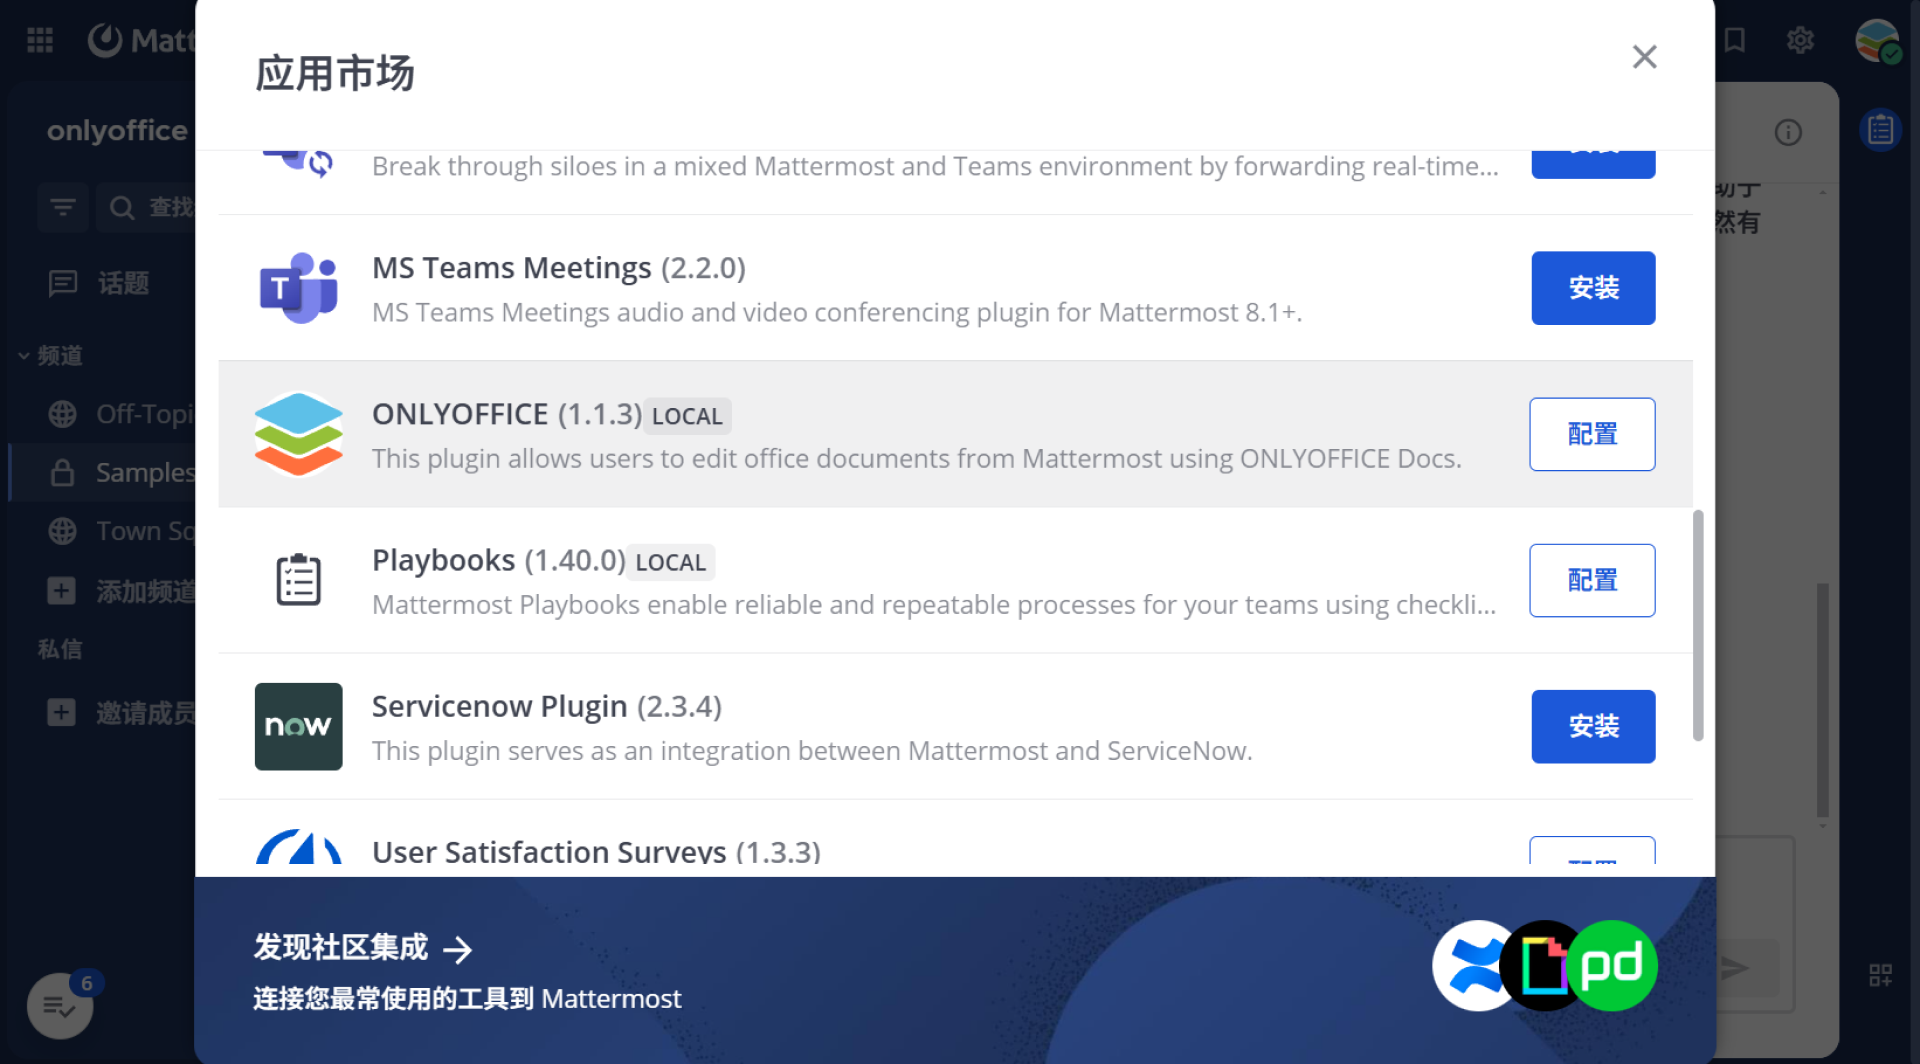 Matt
应用市场
onlyoffice
查找
话题
频道
Off-Topi
Samples
Town Sq
添加频道
私信
邀请成员
6
Break through siloes in a mixed Mattermost and Teams environment by forwarding real-time...
T
MS Teams Meetings (2.2.0)
MS Teams Meetings audio and video conferencing plugin for Mattermost 8.1+.
安装
ONLYOFFICE (1.1.3) LOCAL
This plugin allows users to edit office documents from Mattermost using ONLYOFFICE Docs.
配置
Playbooks (1.40.0) LOCAL
Mattermost Playbooks enable reliable and repeatable processes for your teams using checkli...
配置
now
Servicenow Plugin (2.3.4)
This plugin serves as an integration between Mattermost and ServiceNow.
安装
User Satisfaction Surveys (1.3.3)
发现社区集成
连接您最常使用的工具到 Mattermost
pd
助于
然有